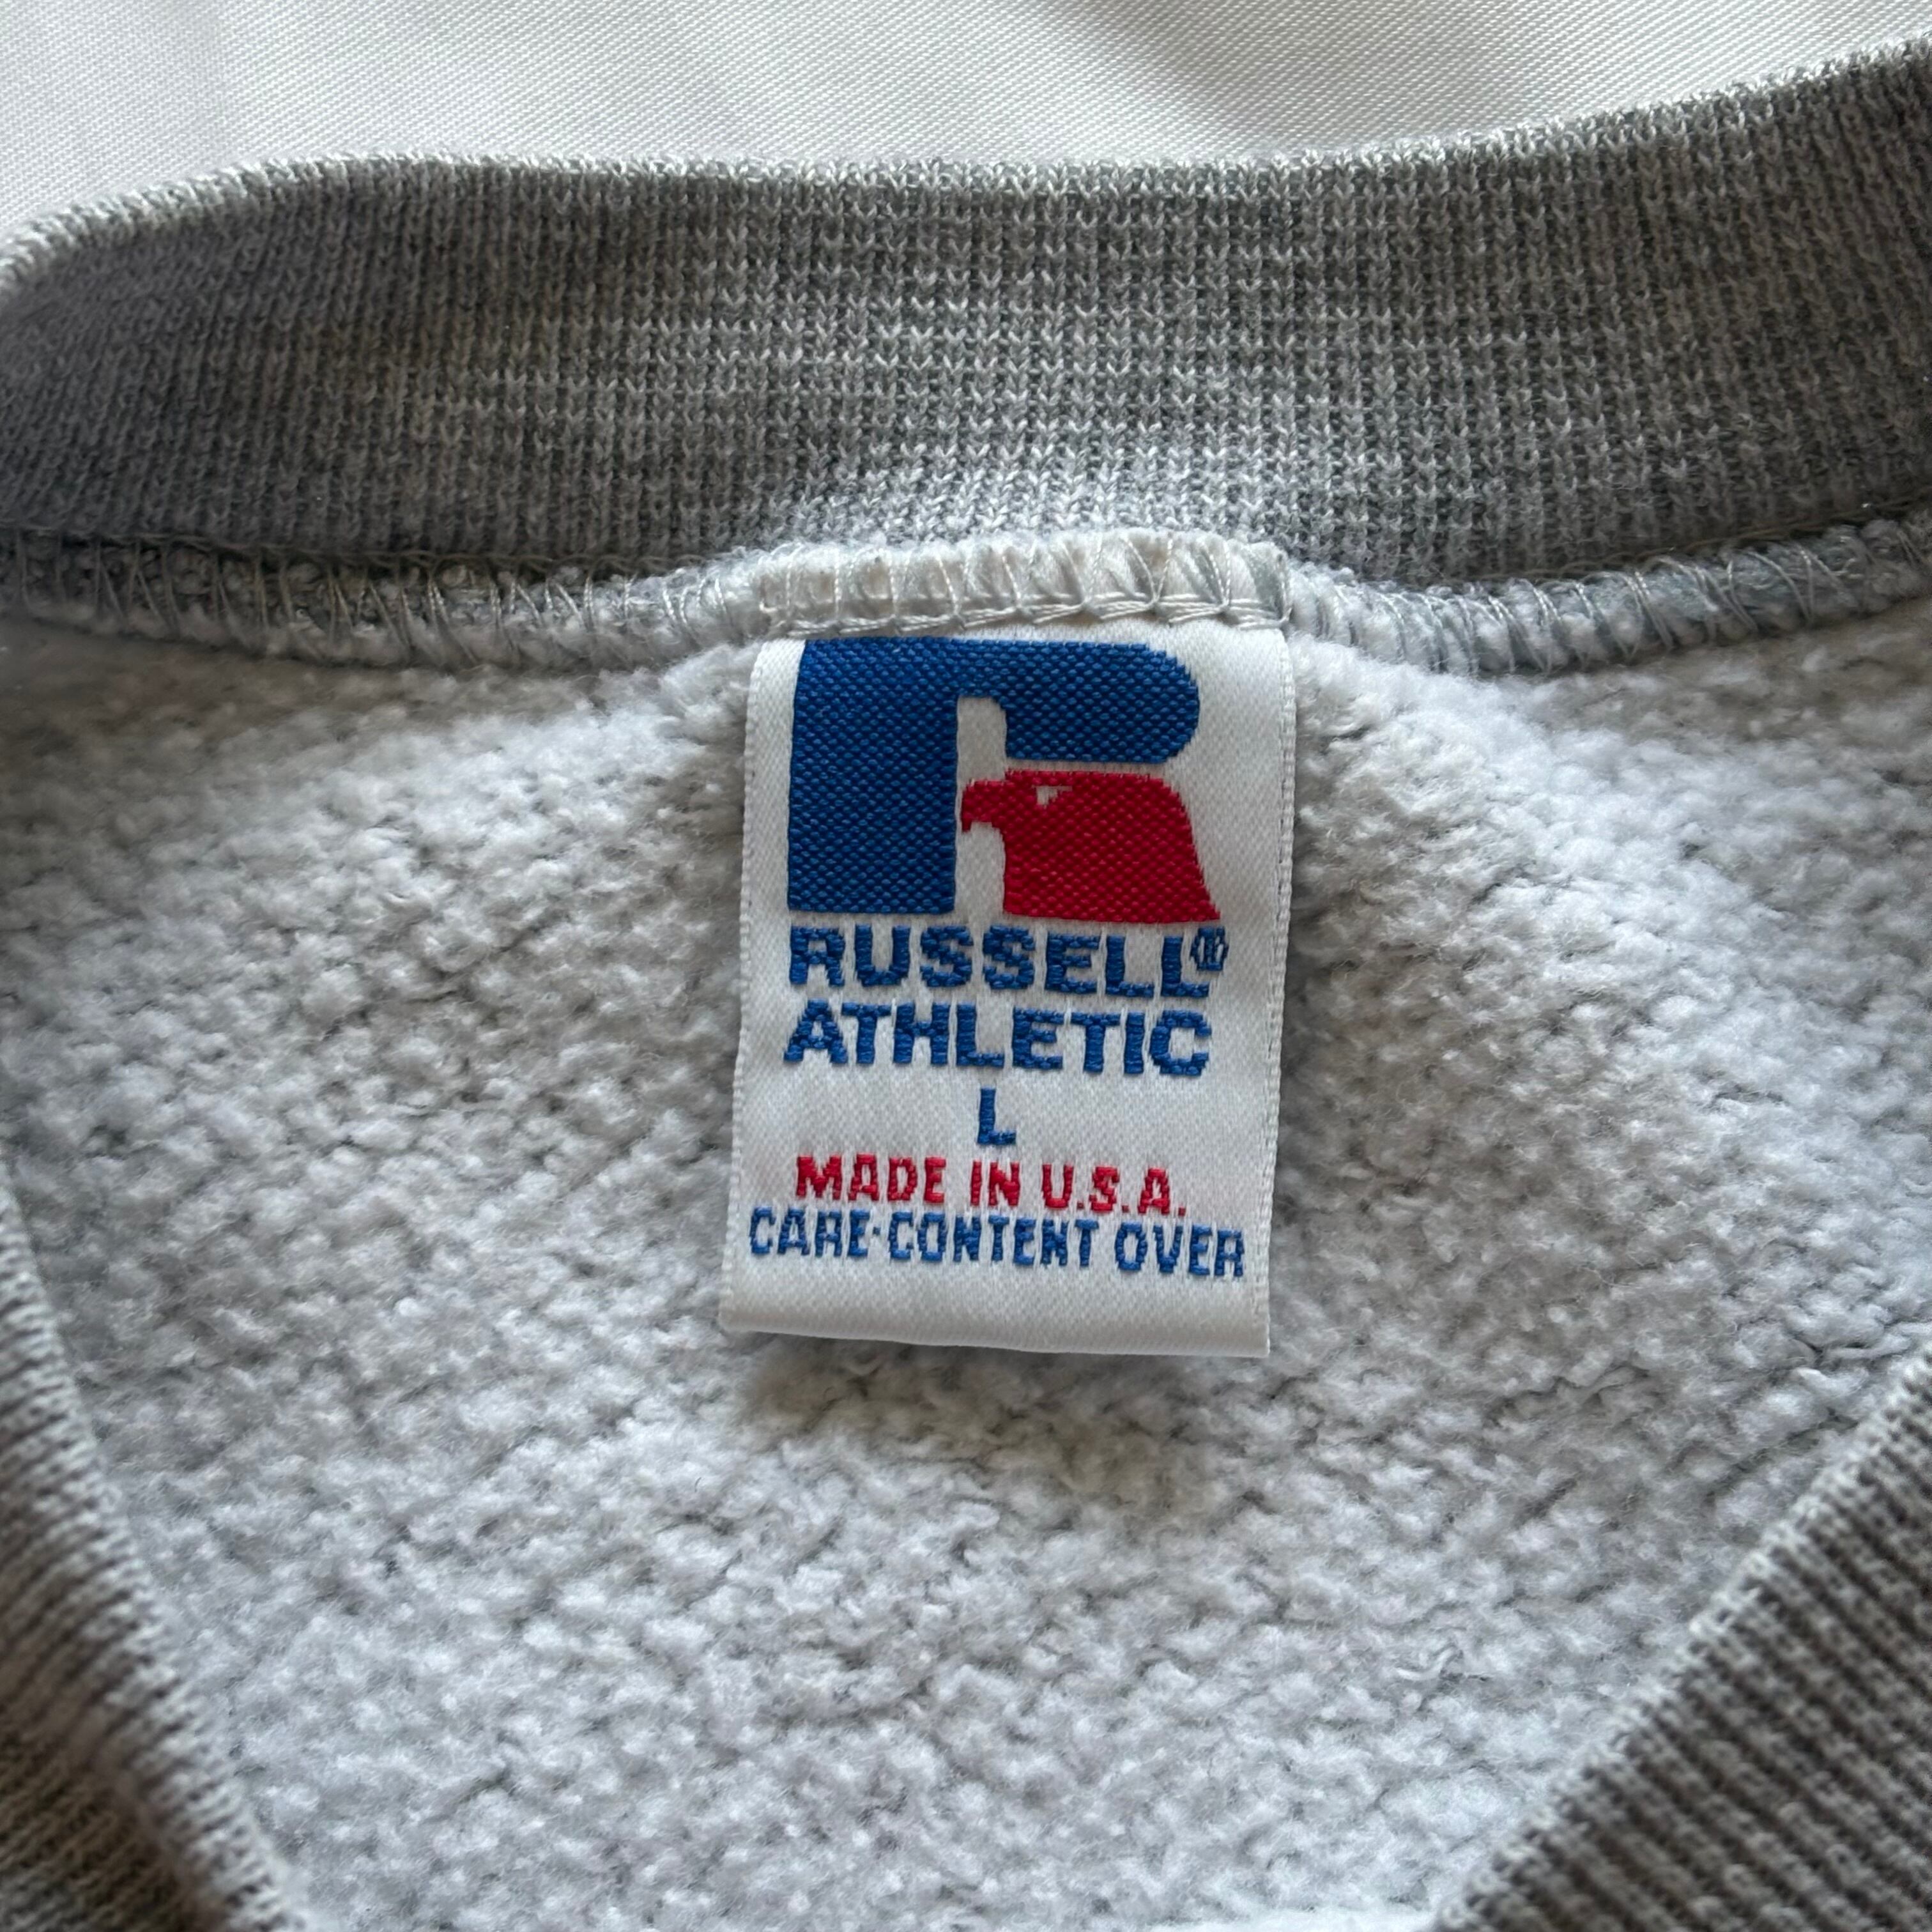 RUSSELL®
ATHLETIC
L
MADE IN U.S.A.
CARE·CONTENT OVER